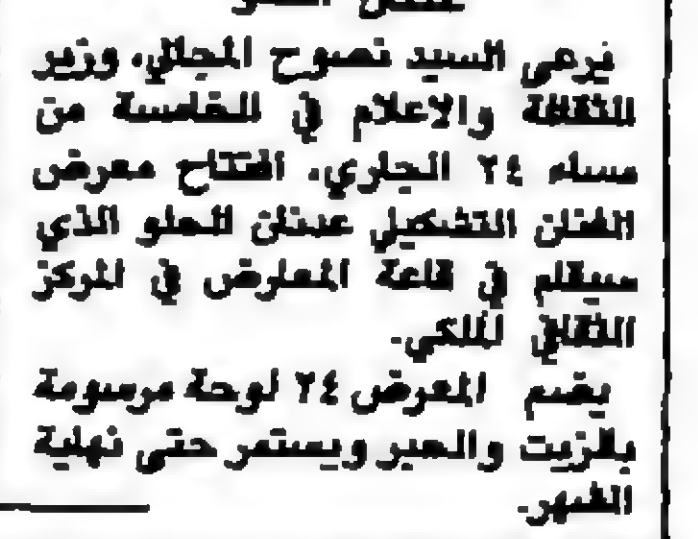 عدنان الحلو
يرعى السيد نصوح المجالي، وزير
الثقافة والاعلام في الخامسة من
مساء ٢٤ الجاري، افتتاح معرض
الفنان التشكيلي عدنان الحلو الذي
سيقام في قاعة المعارض في المركز
الثقافي الملكي.
يضم المعرض ٢٤ لوحة مرسومة
بالزيت والحبر ويستمر حتى نهاية
الشهر.